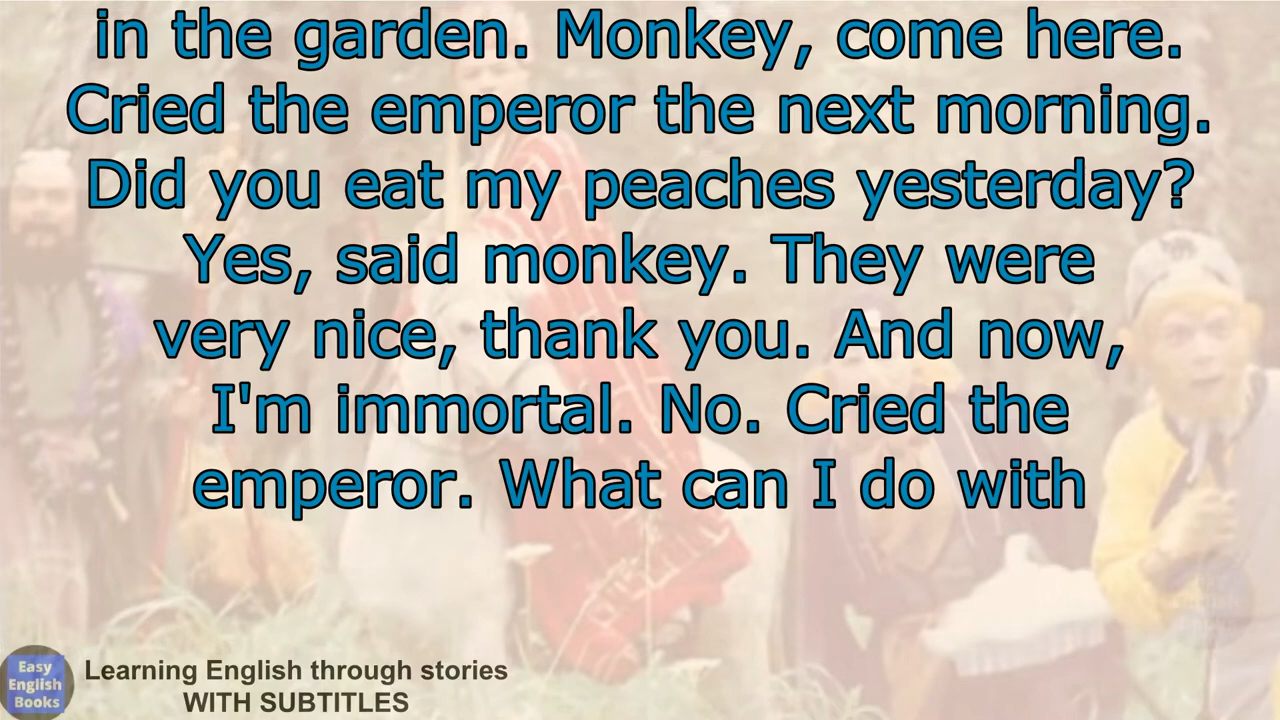 in the garden. Monkey, come here.
Cried the emperor the next morning.
Did you eat my peaches yesterday?
Yes, said monkey. They were
very nice, thank you. And now,
I'm immortal. No. Cried the
emperor. What can I do with
Easy
English
Books
Learning English through stories
WITH SUBTITLES